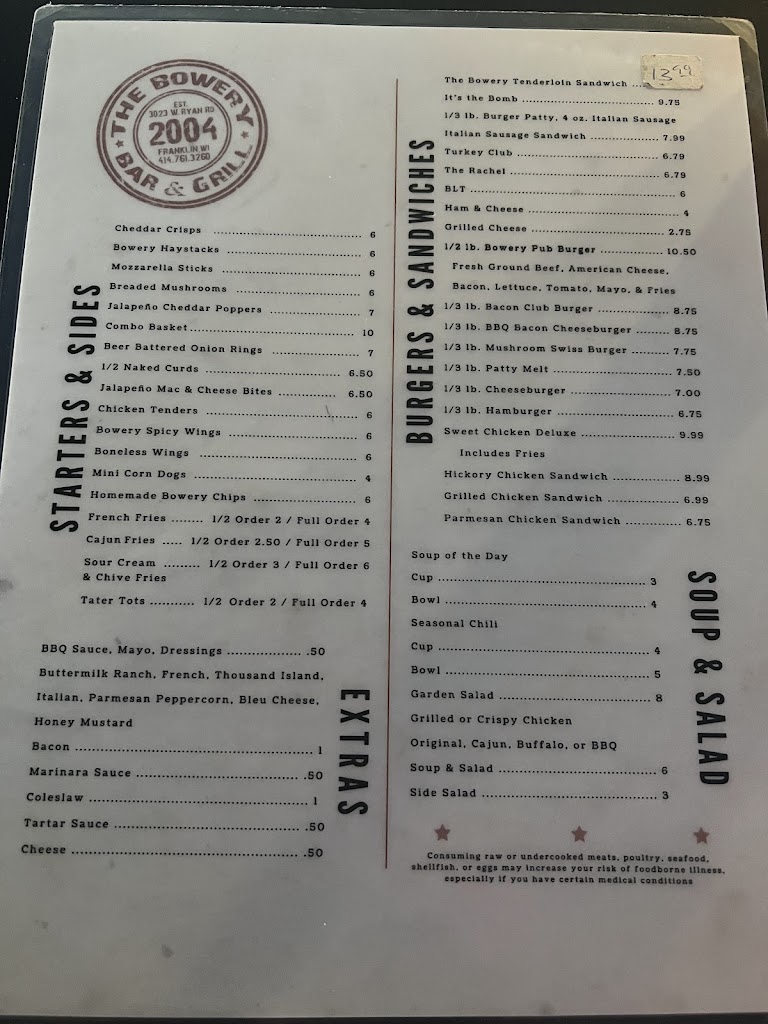 THE BOWERY
EST.
3023 W. RYAN RD
2004
FRANKLIN, WI
414.761.3260
BAR & GRILL
STARTERS & SIDES
Cheddar Crisps ........ 6
Bowery Haystacks ........ 6
Mozzarella Sticks ........ 6
Breaded Mushrooms ........ 6
Jalapeño Cheddar Poppers ........ 7
Combo Basket ........ 10
Beer Battered Onion Rings ........ 7
1/2 Naked Curds ........ 6.50
Jalapeño Mac & Cheese Bites ........ 6.50
Chicken Tenders ........ 6
Bowery Spicy Wings ........ 6
Boneless Wings ........ 6
Mini Corn Dogs ........ 4
Homemade Bowery Chips ........ 6
French Fries ........ 1/2 Order 2 / Full Order 4
Cajun Fries ..... 1/2 Order 2.50 / Full Order 5
Sour Cream ......... 1/2 Order 3 / Full Order 6
& Chive Fries
Tater Tots ........... 1/2 Order 2 / Full Order 4
EXTRAS
BBQ Sauce, Mayo, Dressings ........ .50
Buttermilk Ranch, French, Thousand Island,
Italian, Parmesan Peppercorn, Bleu Cheese,
Honey Mustard
Bacon ........ 1
Marinara Sauce ........ .50
Coleslaw ........ 1
Tartar Sauce ........ .50
Cheese ........ .50
BURGERS & SANDWICHES
The Bowery Tenderloin Sandwich .... 13.99
It's the Bomb ........ 9.75
1/3 lb. Burger Patty, 4 oz. Italian Sausage
Italian Sausage Sandwich ........ 7.99
Turkey Club ........ 6.79
The Rachel ........ 6.79
BLT ........ 6
Ham & Cheese ........ 4
Grilled Cheese ........ 2.75
1/2 lb. Bowery Pub Burger ........ 10.50
Fresh Ground Beef, American Cheese,
Bacon, Lettuce, Tomato, Mayo, & Fries
1/3 lb. Bacon Club Burger ........ 8.75
1/3 lb. BBQ Bacon Cheeseburger ........ 8.75
1/3 lb. Mushroom Swiss Burger ........ 7.75
1/3 lb. Patty Melt ........ 7.50
1/3 lb. Cheeseburger ........ 7.00
1/3 lb. Hamburger ........ 6.75
Sweet Chicken Deluxe ........ 9.99
Includes Fries
Hickory Chicken Sandwich ........ 8.99
Grilled Chicken Sandwich ........ 6.99
Parmesan Chicken Sandwich ........ 6.75
SOUP & SALAD
Soup of the Day
Cup ........ 3
Bowl ........ 4
Seasonal Chili
Cup ........ 4
Bowl ........ 5
Garden Salad ........ 8
Grilled or Crispy Chicken
Original, Cajun, Buffalo, or BBQ
Soup & Salad ........ 6
Side Salad ........ 3
Consuming raw or undercooked meats, poultry, seafood,
shellfish, or eggs may increase your risk of foodborne illness,
especially if you have certain medical conditions